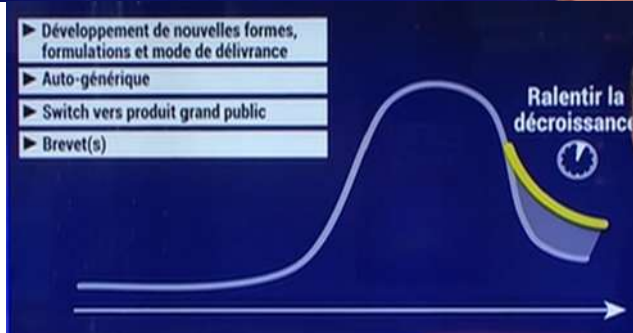 ► Développement de nouvelles formes,
formulations et mode de délivrance
► Auto-générique
► Switch vers produit grand public
► Brevet(s)
Ralentir la
décroissance